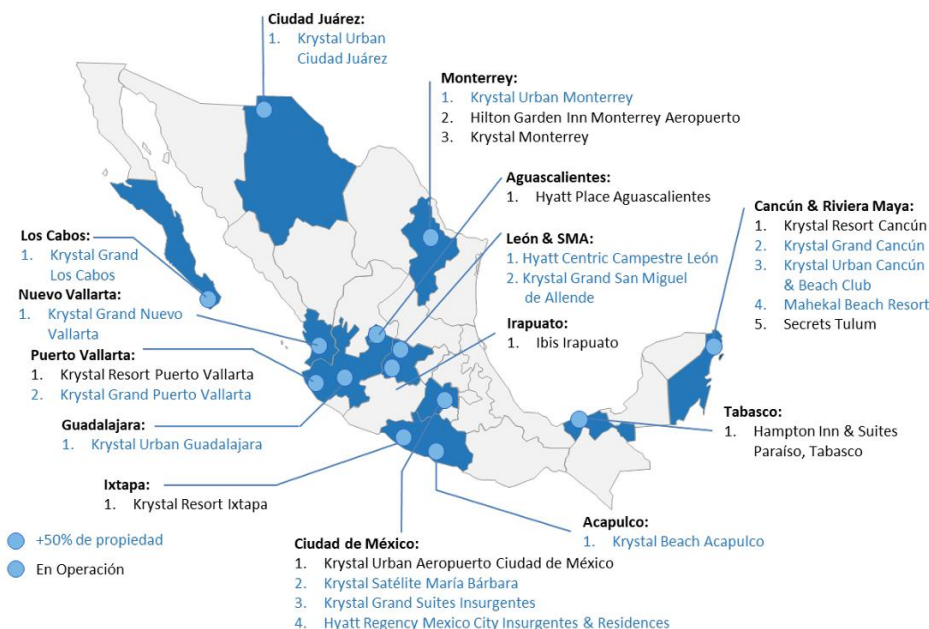 Ciudad Juárez:
1. Krystal Urban
Ciudad Juárez
Monterrey:
1. Krystal Urban Monterrey
2. Hilton Garden Inn Monterrey Aeropuerto
3. Krystal Monterrey
Aguascalientes:
1. Hyatt Place Aguascalientes
León & SMA:
1. Hyatt Centric Campestre León
2. Krystal Grand San Miguel
de Allende
Irapuato:
1. Ibis Irapuato
Cancún & Riviera Maya:
1. Krystal Resort Cancún
2. Krystal Grand Cancún
3. Krystal Urban Cancún
& Beach Club
4. Mahekal Beach Resort
5. Secrets Tulum
Los Cabos:
1. Krystal Grand
Los Cabos
Nuevo Vallarta:
1. Krystal Grand Nuevo
Vallarta
Puerto Vallarta:
1. Krystal Resort Puerto Vallarta
2. Krystal Grand Puerto Vallarta
Guadalajara:
1. Krystal Urban Guadalajara
Ixtapa:
1. Krystal Resort Ixtapa
Tabasco:
1. Hampton Inn & Suites
Paraíso, Tabasco
Acapulco:
1. Krystal Beach Acapulco
Ciudad de México:
1. Krystal Urban Aeropuerto Ciudad de México
2. Krystal Satélite María Bárbara
3. Krystal Grand Suites Insurgentes
4. Hyatt Regency Mexico City Insurgentes & Residences
+50% de propiedad
En Operación